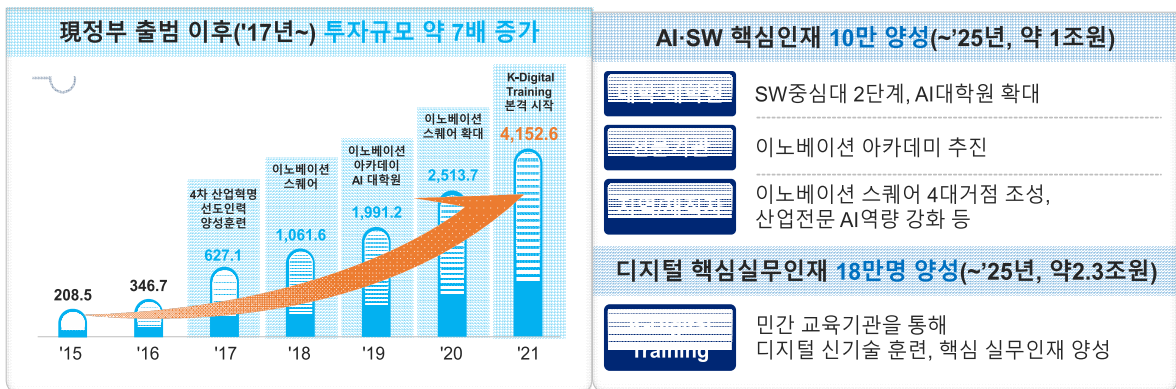 現정부 출범 이후('17년~) 투자규모 약 7배 증가
K-Digital
Training
본격 시작
4,152.6
이노베이션
스퀘어 확대
2,513.7
이노베이션
아카데이
AI 대학원
1,991.2
이노베이션
스퀘어
1,061.6
4차 산업혁명
선도인력
양성훈련
627.1
346.7
208.5
'15 '16 '17 '18 '19 '20 '21
AI·SW 핵심인재 10만 양성(~'25년, 약 1조원)
SW중심대 2단계, AI대학원 확대
이노베이션 아카데미 추진
이노베이션 스퀘어 4대거점 조성,
산업전문 AI역량 강화 등
디지털 핵심실무인재 18만명 양성(~'25년, 약2.3조원)
Training
민간 교육기관을 통해
디지털 신기술 훈련, 핵심 실무인재 양성